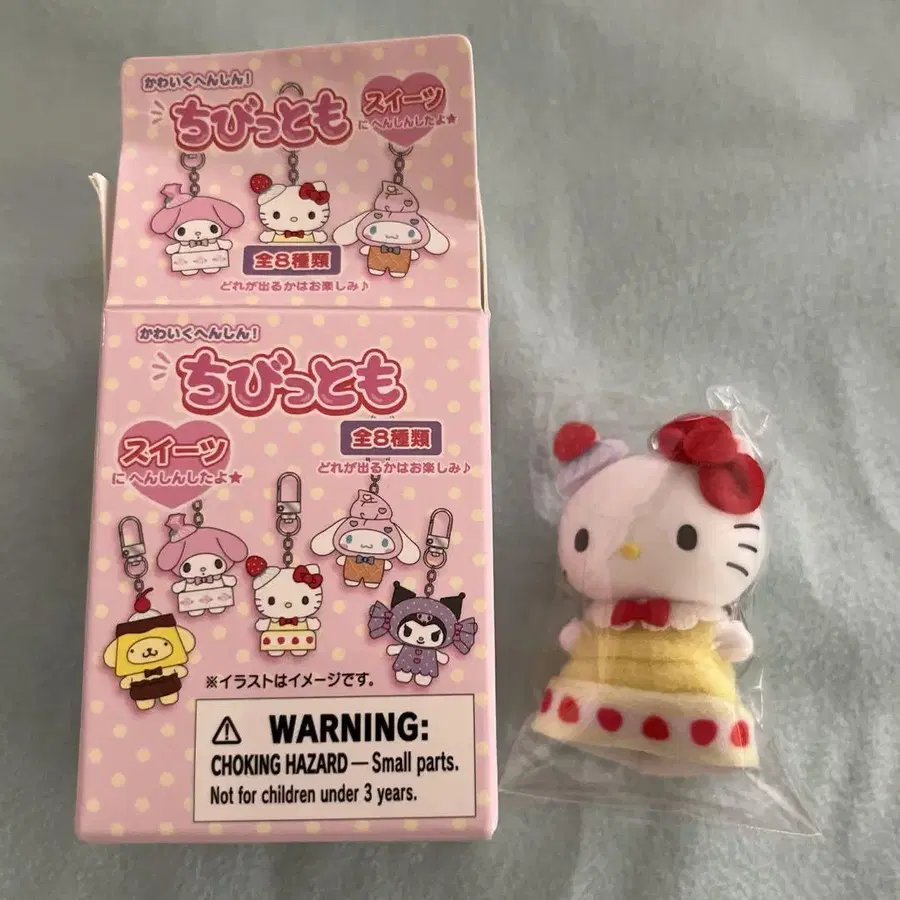 かわいくへんしん!
ちびっとも
スイーツ
にへんしんしたよ★
全8種類
どれが出るかはお楽しみ♪
かわいくへんしん!
ちびっとも
全8種類
どれが出るかはお楽しみ♪
スイーツ
にへんしんしたよ★
※イラストはイメージです。
⚠ WARNING:
CHOKING HAZARD — Small parts.
Not for children under 3 years.